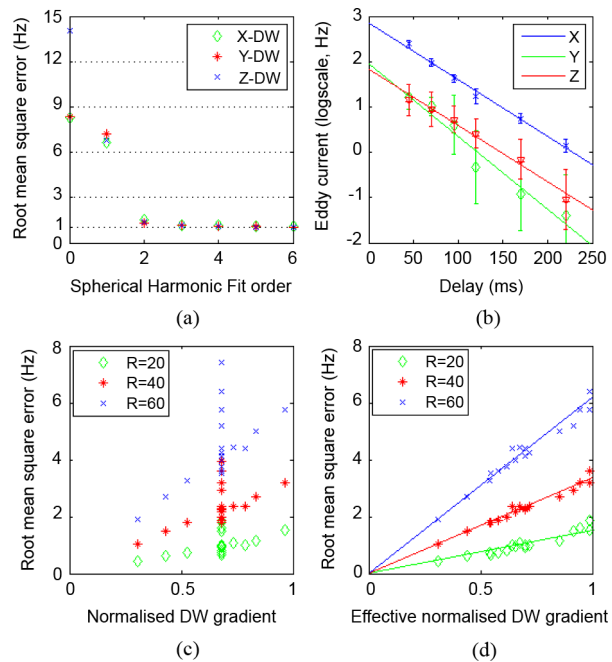 Root mean square error (Hz)
15
12
9
6
3
1
0 2 4 6
Spherical Harmonic Fit order
X-DW
Y-DW
Z-DW
(a)
Eddy current (logscale, Hz)
3
2
1
0
-1
-2
0 50 100 150 200 250
Delay (ms)
X
Y
Z
(b)
Root mean square error (Hz)
8
6
4
2
0
0 0.5 1
Normalised DW gradient
R=20
R=40
R=60
(c)
Root mean square error (Hz)
8
6
4
2
0
0 0.5 1
Effective normalised DW gradient
R=20
R=40
R=60
(d)